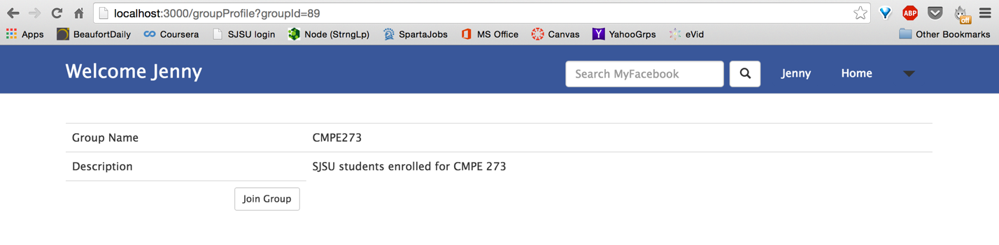 localhost:3000/groupProfile?groupId=89
ABP
off
Apps BeaufortDaily Coursera SJSU login Node (StrngLp) SpartaJobs MS Office Canvas Y YahooGrps eVid Other Bookmarks
Welcome Jenny Search MyFacebook Jenny Home
Group Name CMPE273
Description SJSU students enrolled for CMPE 273
Join Group